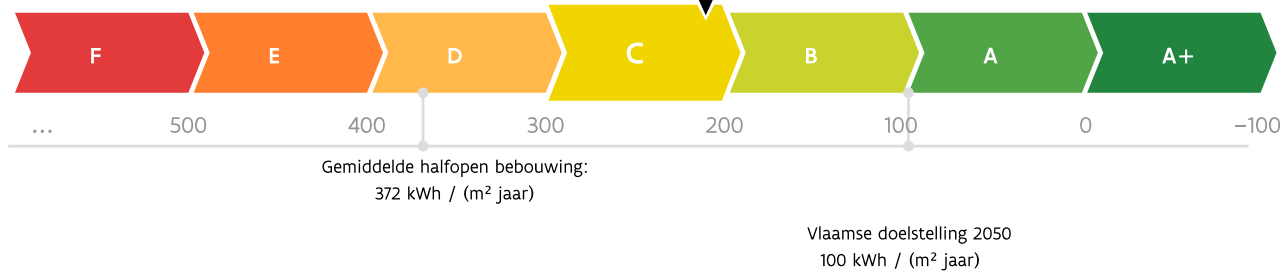 F E D C B A A+
... 500 400 300 200 100 0 –100
Gemiddelde halfopen bebouwing:
372 kWh / (m² jaar)
Vlaamse doelstelling 2050
100 kWh / (m² jaar)